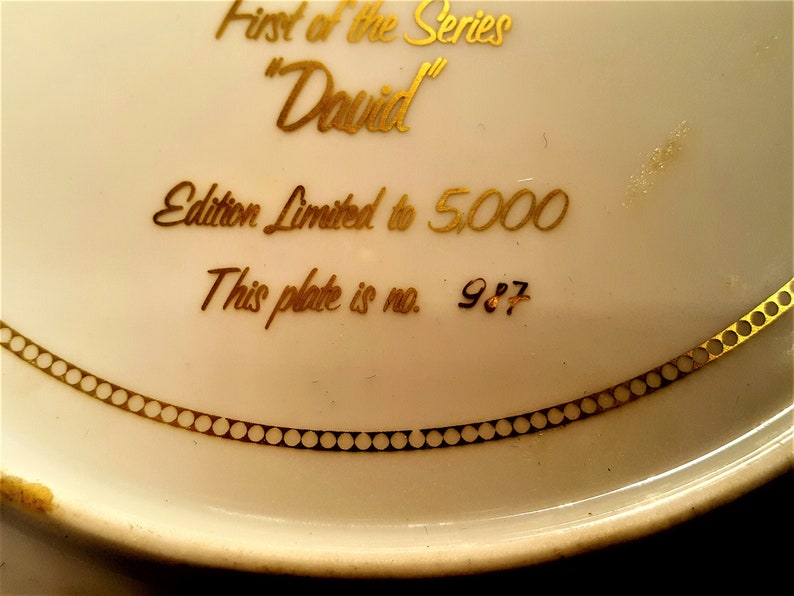 First of the Series
"David"
Edition Limited to 5,000
This plate is no. 987